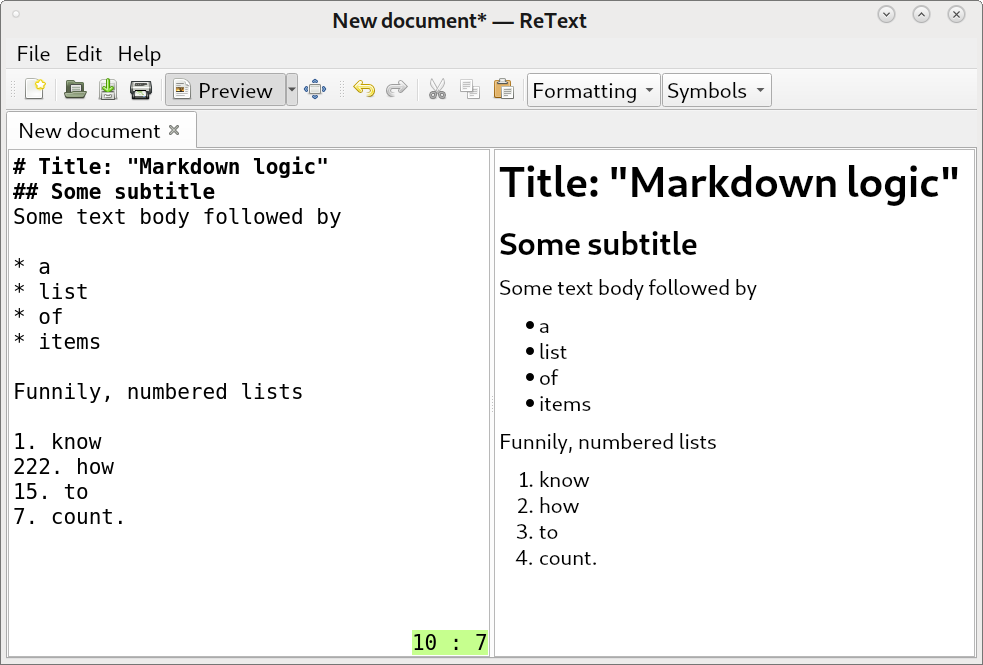 New document* — ReText
File Edit Help
Preview Formatting Symbols
New document
# Title: "Markdown logic"
## Some subtitle
Some text body followed by
* a
* list
* of
* items
Funnily, numbered lists
1. know
222. how
15. to
7. count.
10 : 7
Title: "Markdown logic"
Some subtitle
Some text body followed by
• a
• list
• of
• items
Funnily, numbered lists
1. know
2. how
3. to
4. count.